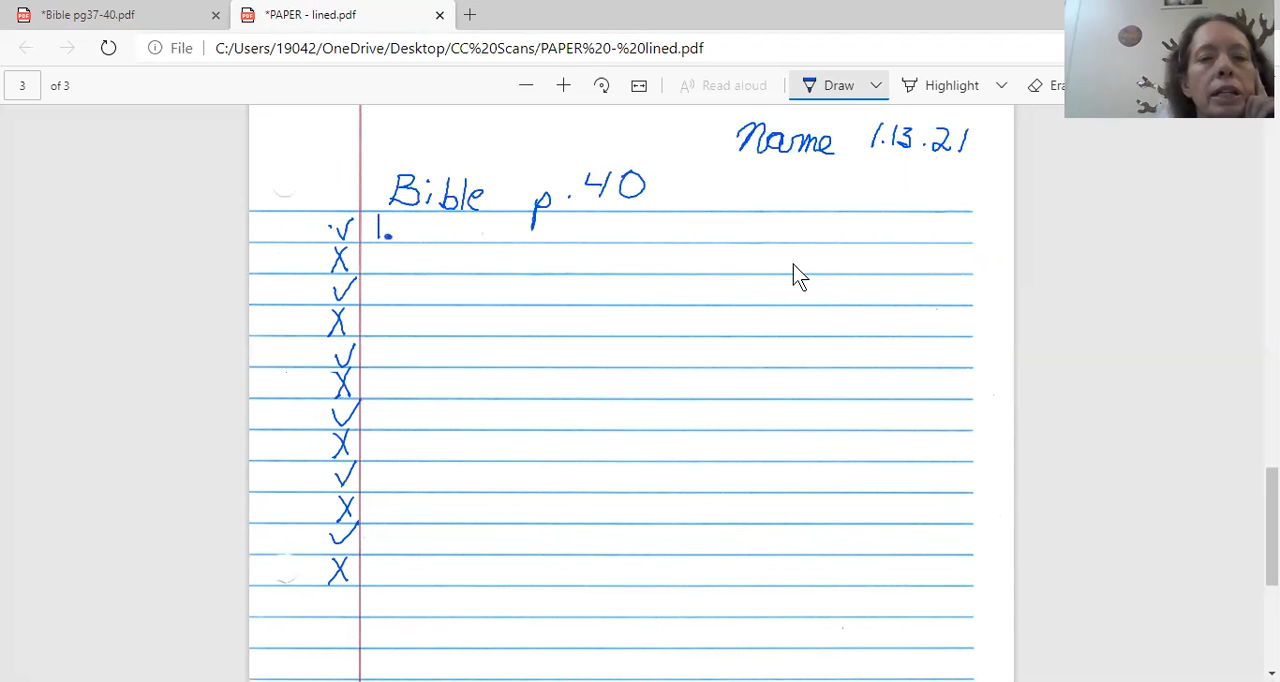 *Bible pg37-40.pdf
*PAPER - lined.pdf
File C:/Users/19042/OneDrive/Desktop/CC%20Scans/PAPER%20-%20lined.pdf
3 of 3 Read aloud Draw Highlight Era
Name 1.13.21
Bible p. 40
✓ 1.
X
✓
X
✓
X
✓
X
✓
X
✓
X